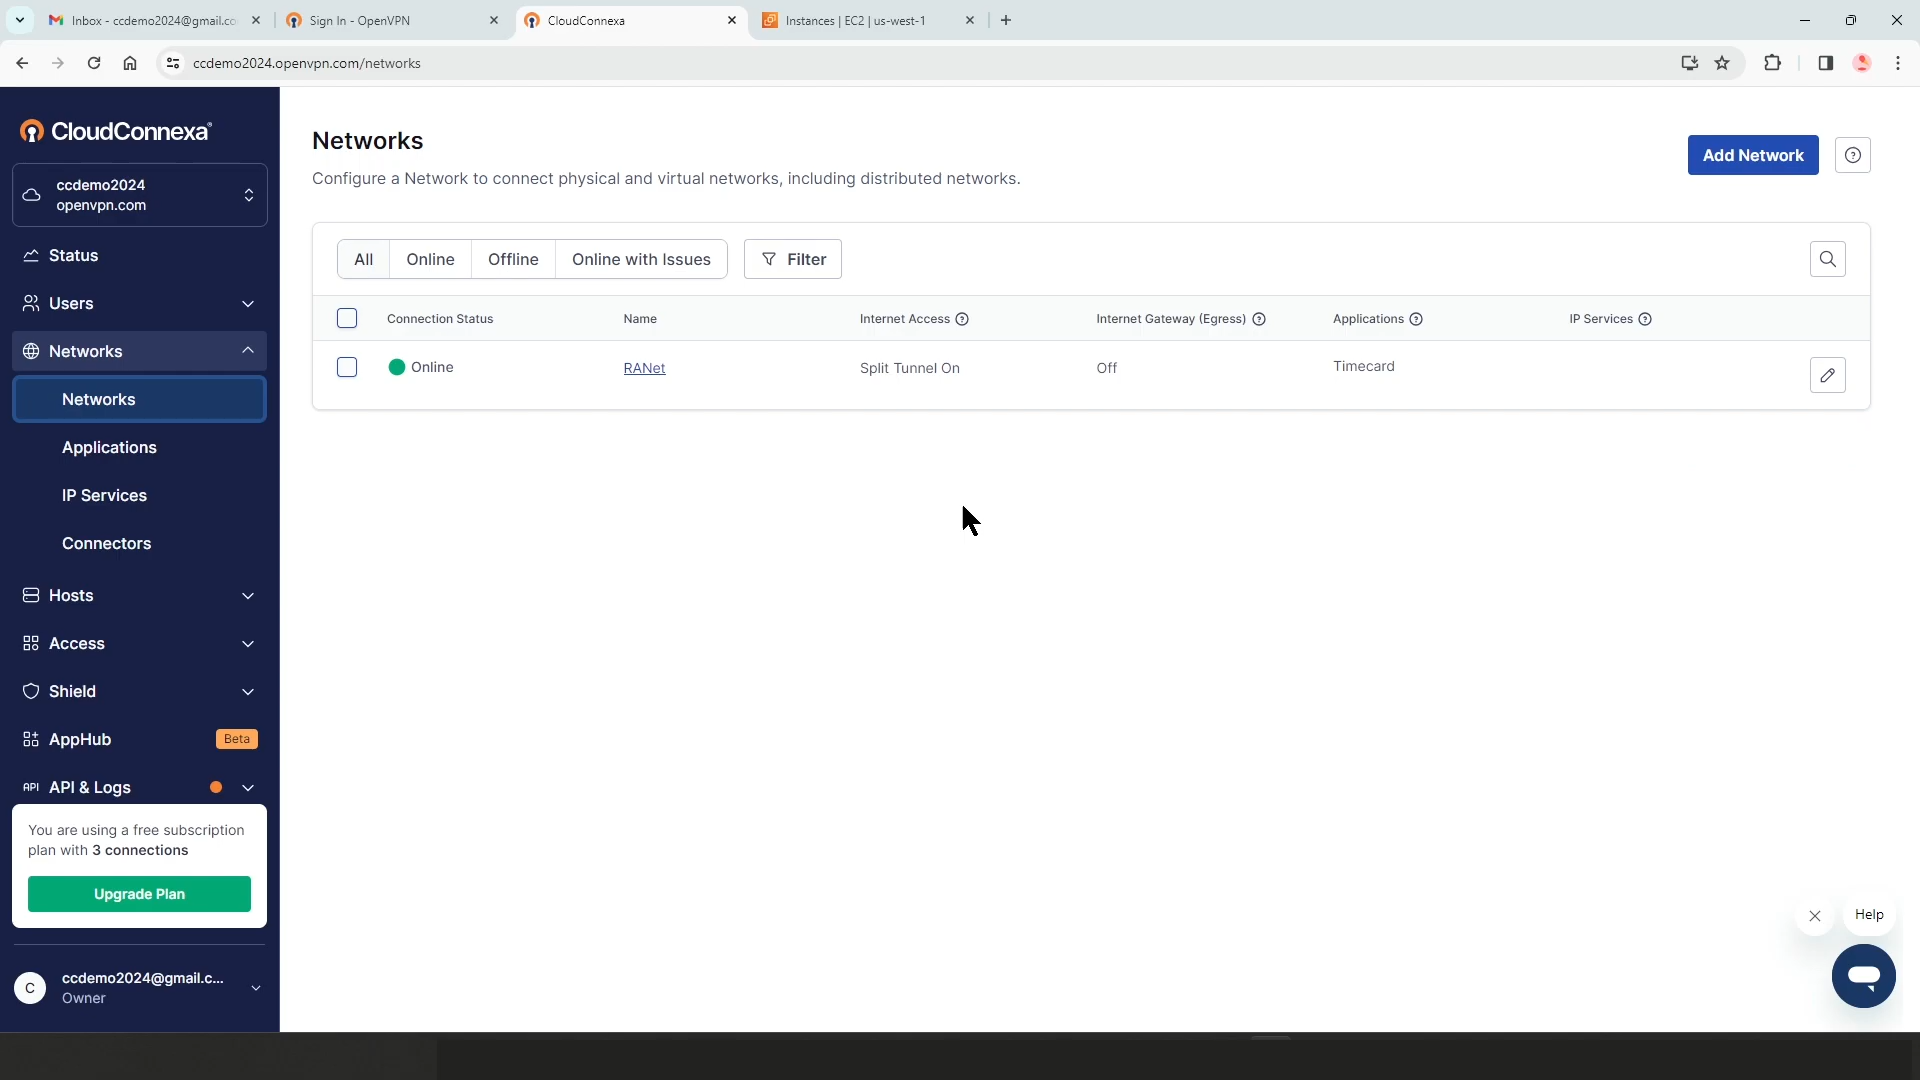 Inbox - ccdemo2024@gmail.co
Sign In - OpenVPN
CloudConnexa
Instances | EC2 | us-west-1
ccdemo2024.openvpn.com/networks
CloudConnexa®
ccdemo2024
openvpn.com
Status
Users
Networks
Networks
Applications
IP Services
Connectors
Hosts
Access
Shield
AppHub
Beta
API API & Logs
You are using a free subscription
plan with 3 connections
Upgrade Plan
C
ccdemo2024@gmail.c...
Owner
Networks
Configure a Network to connect physical and virtual networks, including distributed networks.
Add Network
All
Online
Offline
Online with Issues
Filter
Connection Status
Name
Internet Access
Internet Gateway (Egress)
Applications
IP Services
Online
RANet
Split Tunnel On
Off
Timecard
Help